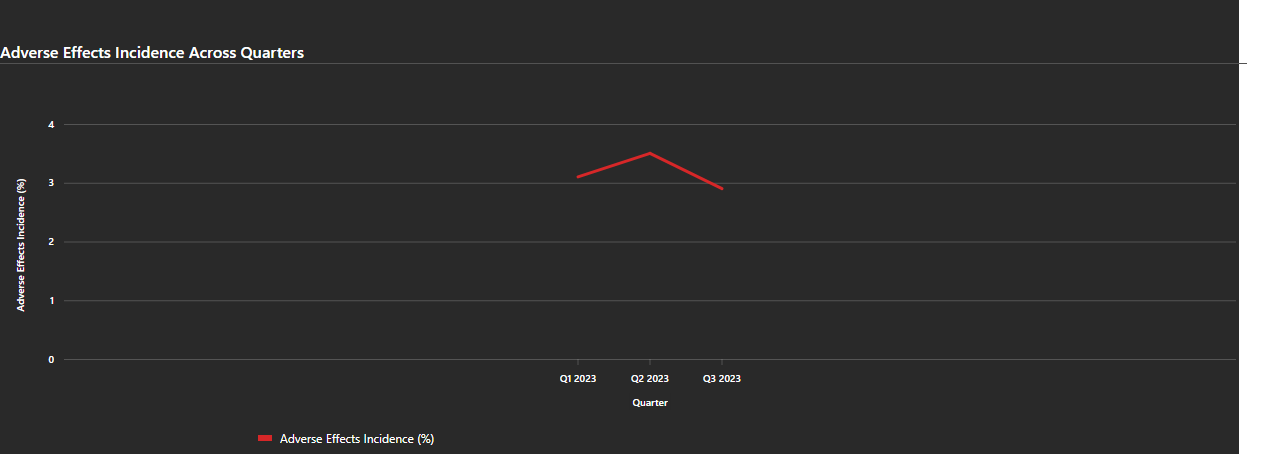 Adverse Effects Incidence Across Quarters
4
3
2
1
0
Adverse Effects Incidence (%)
Q1 2023 Q2 2023 Q3 2023
Quarter
Adverse Effects Incidence (%)